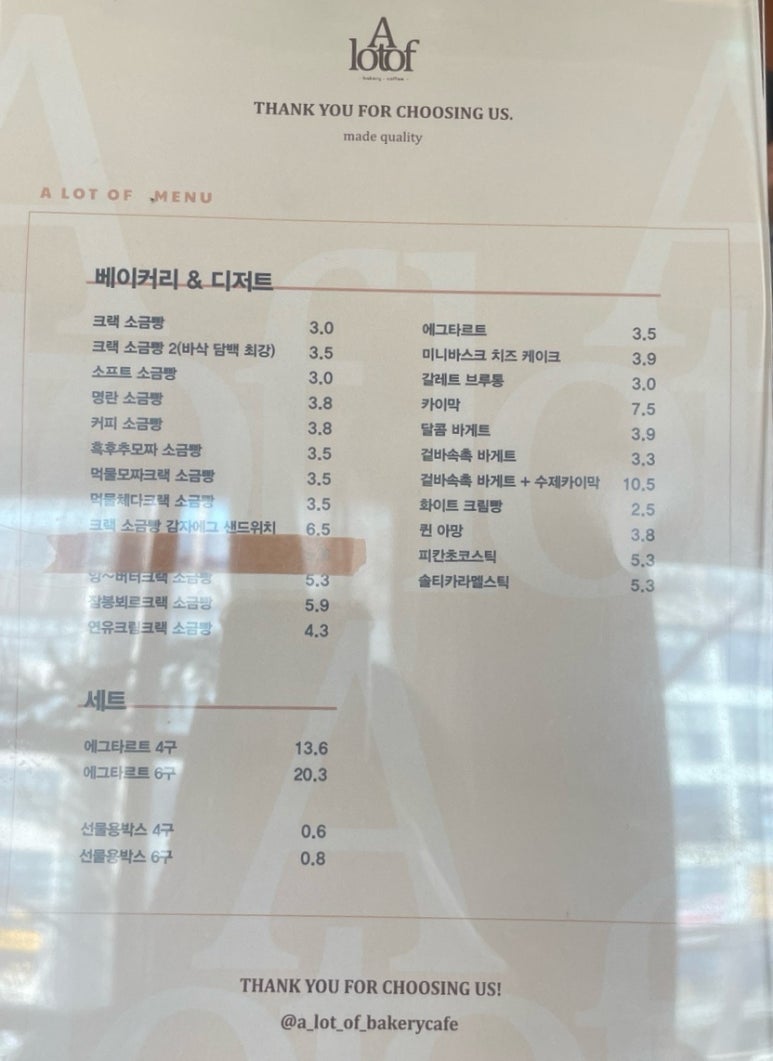 A
lotof
- bakery · coffee -
THANK YOU FOR CHOOSING US.
made quality
A LOT OF MENU
베이커리 & 디저트
크랙 소금빵 3.0
크랙 소금빵 2(바삭 담백 최강) 3.5
소프트 소금빵 3.0
명란 소금빵 3.8
커피 소금빵 3.8
흑후추모짜 소금빵 3.5
먹물모짜크랙 소금빵 3.5
먹물체다크랙 소금빵 3.5
크랙 소금빵 감자에그 샌드위치 6.5
앙~버터크랙 소금빵 5.3
잠봉뵈르크랙 소금빵 5.9
연유크림크랙 소금빵 4.3
에그타르트 3.5
미니바스크 치즈 케이크 3.9
갈레트 브루통 3.0
카이막 7.5
달콤 바게트 3.9
겉바속촉 바게트 3.3
겉바속촉 바게트 + 수제카이막 10.5
화이트 크림빵 2.5
퀸 아망 3.8
피칸초코스틱 5.3
솔티카라멜스틱 5.3
세트
에그타르트 4구 13.6
에그타르트 6구 20.3
선물용박스 4구 0.6
선물용박스 6구 0.8
THANK YOU FOR CHOOSING US!
@a_lot_of_bakerycafe